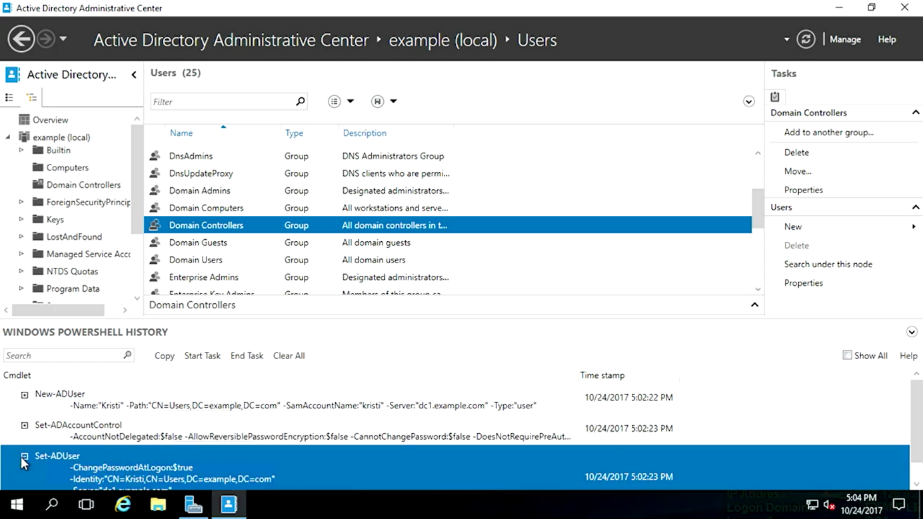 Active Directory Administrative Center
Active Directory Administrative Center › example (local) › Users
Manage
Help
Active Directory...
Users (25)
Tasks
Filter
Overview
example (local)
Builtin
Computers
Domain Controllers
ForeignSecurityPrincip
Keys
LostAndFound
Managed Service Acco
NTDS Quotas
Program Data
Name Type Description
DnsAdmins Group DNS Administrators Group
DnsUpdateProxy Group DNS clients who are permi...
Domain Admins Group Designated administrators...
Domain Computers Group All workstations and serve...
Domain Controllers Group All domain controllers in t...
Domain Guests Group All domain guests
Domain Users Group All domain users
Enterprise Admins Group Designated administrators...
Enterprise Key Admins Group Members of this group ca...
Domain Controllers
Domain Controllers
Add to another group...
Delete
Move...
Properties
Users
New
Delete
Search under this node
Properties
WINDOWS POWERSHELL HISTORY
Search
Copy Start Task End Task Clear All
Show All Help
Cmdlet Time stamp
New-ADUser
-Name:"Kristi" -Path:"CN=Users,DC=example,DC=com" -SamAccountName:"kristi" -Server:"dc1.example.com" -Type:"user"
10/24/2017 5:02:22 PM
Set-ADAccountControl
-AccountNotDelegated:$false -AllowReversiblePasswordEncryption:$false -CannotChangePassword:$false -DoesNotRequirePreAut...
10/24/2017 5:02:23 PM
Set-ADUser
-ChangePasswordAtLogon:$true
-Identity:"CN=Kristi,CN=Users,DC=example,DC=com"
10/24/2017 5:02:23 PM
-Server:"dc1.example.com"
IP Address:
Logon Domain
5:04 PM
10/24/2017